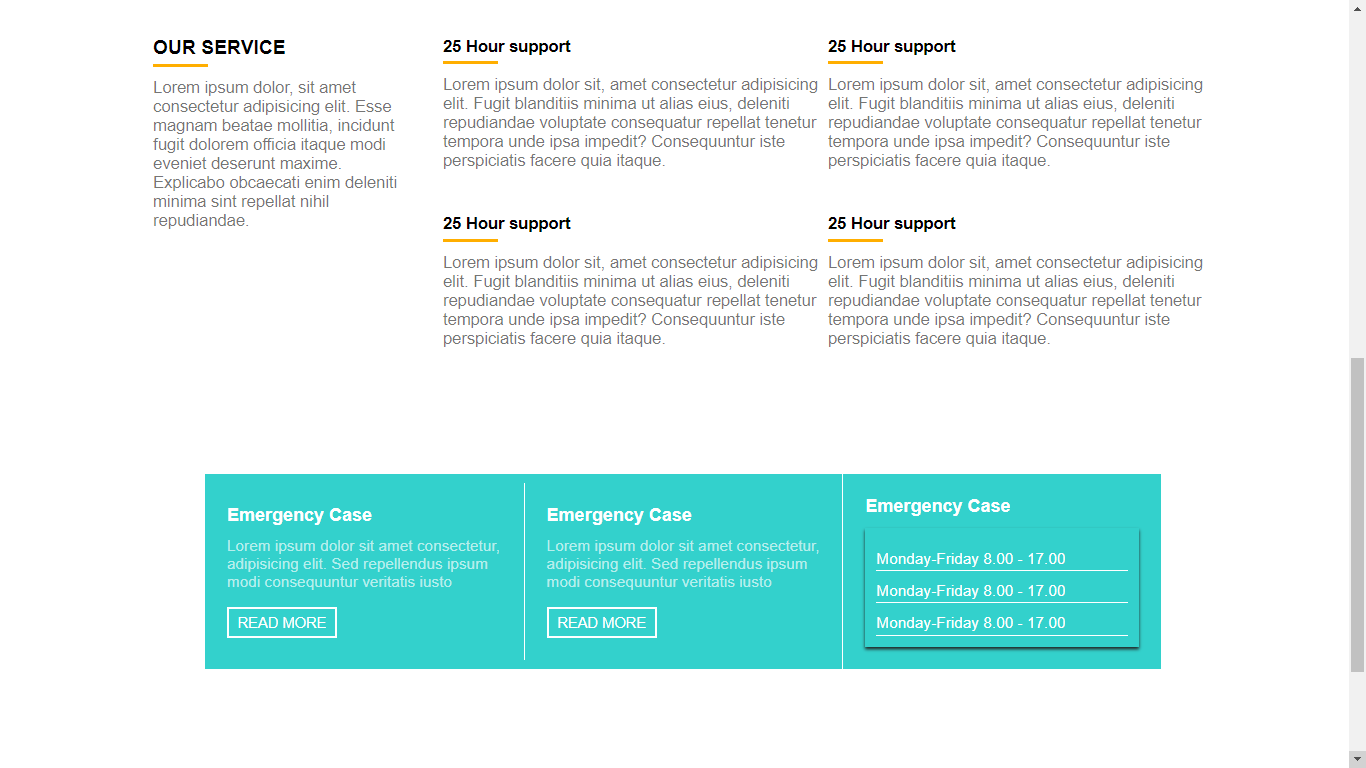 OUR SERVICE
Lorem ipsum dolor, sit amet
consectetur adipisicing elit. Esse
magnam beatae mollitia, incidunt
fugit dolorem officia itaque modi
eveniet deserunt maxime.
Explicabo obcaecati enim deleniti
minima sint repellat nihil
repudiandae.
25 Hour support
Lorem ipsum dolor sit, amet consectetur adipisicing
elit. Fugit blanditiis minima ut alias eius, deleniti
repudiandae voluptate consequatur repellat tenetur
tempora unde ipsa impedit? Consequuntur iste
perspiciatis facere quia itaque.
25 Hour support
Lorem ipsum dolor sit, amet consectetur adipisicing
elit. Fugit blanditiis minima ut alias eius, deleniti
repudiandae voluptate consequatur repellat tenetur
tempora unde ipsa impedit? Consequuntur iste
perspiciatis facere quia itaque.
25 Hour support
Lorem ipsum dolor sit, amet consectetur adipisicing
elit. Fugit blanditiis minima ut alias eius, deleniti
repudiandae voluptate consequatur repellat tenetur
tempora unde ipsa impedit? Consequuntur iste
perspiciatis facere quia itaque.
25 Hour support
Lorem ipsum dolor sit, amet consectetur adipisicing
elit. Fugit blanditiis minima ut alias eius, deleniti
repudiandae voluptate consequatur repellat tenetur
tempora unde ipsa impedit? Consequuntur iste
perspiciatis facere quia itaque.
Emergency Case
Lorem ipsum dolor sit amet consectetur,
adipisicing elit. Sed repellendus ipsum
modi consequuntur veritatis iusto
READ MORE
Emergency Case
Lorem ipsum dolor sit amet consectetur,
adipisicing elit. Sed repellendus ipsum
modi consequuntur veritatis iusto
READ MORE
Emergency Case
Monday-Friday 8.00 - 17.00
Monday-Friday 8.00 - 17.00
Monday-Friday 8.00 - 17.00